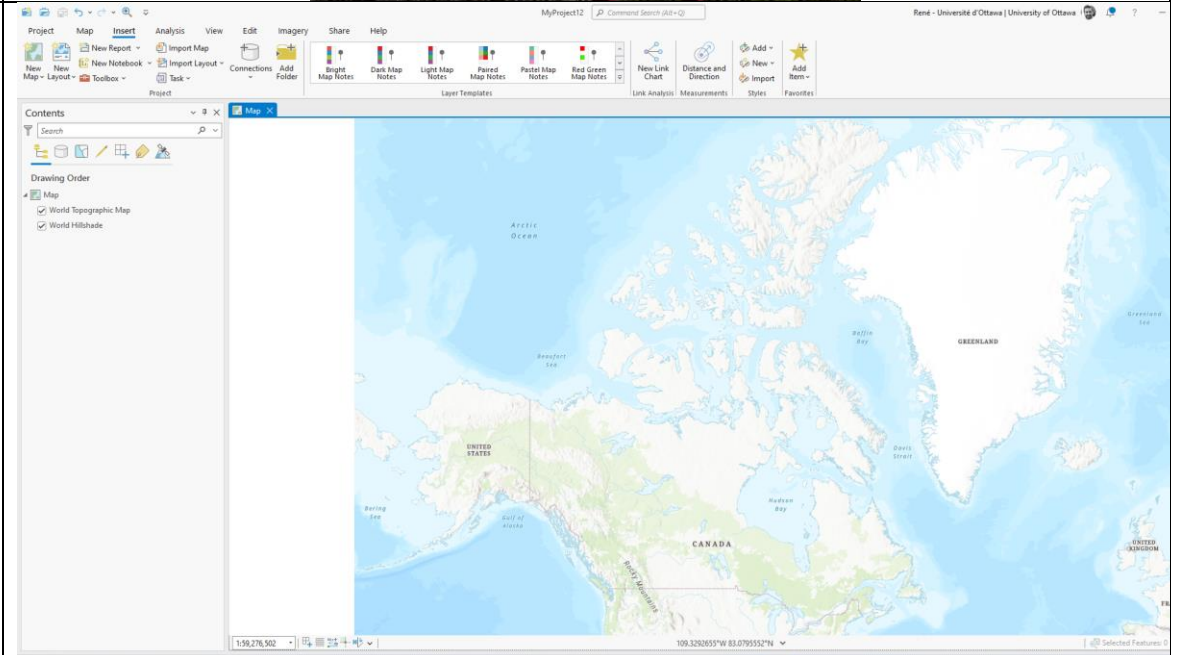 MyProject12 Command Search (Alt+Q) René - Université d'Ottawa | University of Ottawa ?
Project Map Insert Analysis View Edit Imagery Share Help
New Map
New Layout
New Report
New Notebook
Toolbox
Import Map
Import Layout
Task
Connections
Add Folder
Project
Bright Map Notes
Dark Map Notes
Light Map Notes
Paired Map Notes
Pastel Map Notes
Red Green Map Notes
Layer Templates
New Link Chart
Link Analysis
Distance and Direction
Measurements
Add
New
Import
Styles
Add Item
Favorites
Contents
Search
Drawing Order
Map
World Topographic Map
World Hillshade
Map
Arctic
Ocean
Greenland
Sea
Baffin
Bay
GREENLAND
Beaufort
Sea
UNITED
STATES
Davis
Strait
Bering
Sea
Gulf of
Alaska
Hudson
Bay
CANADA
UNITED
KINGDOM
Rocky Mountains
FR
1:59,276,502 109.3292655°W 83.0795552°N Selected Features: 0